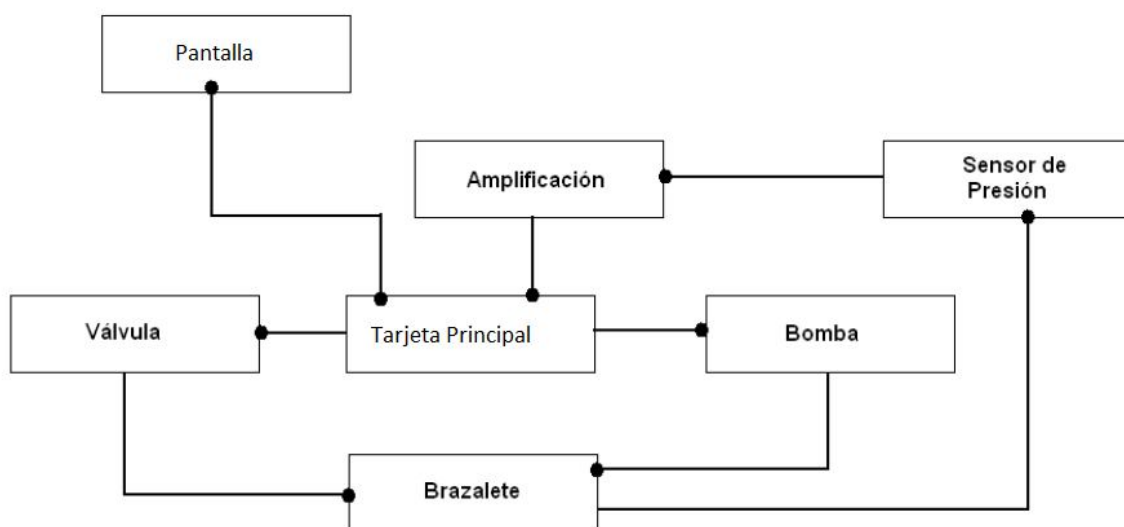 Pantalla
Amplificación
Sensor de
Presión
Válvula
Tarjeta Principal
Bomba
Brazalete